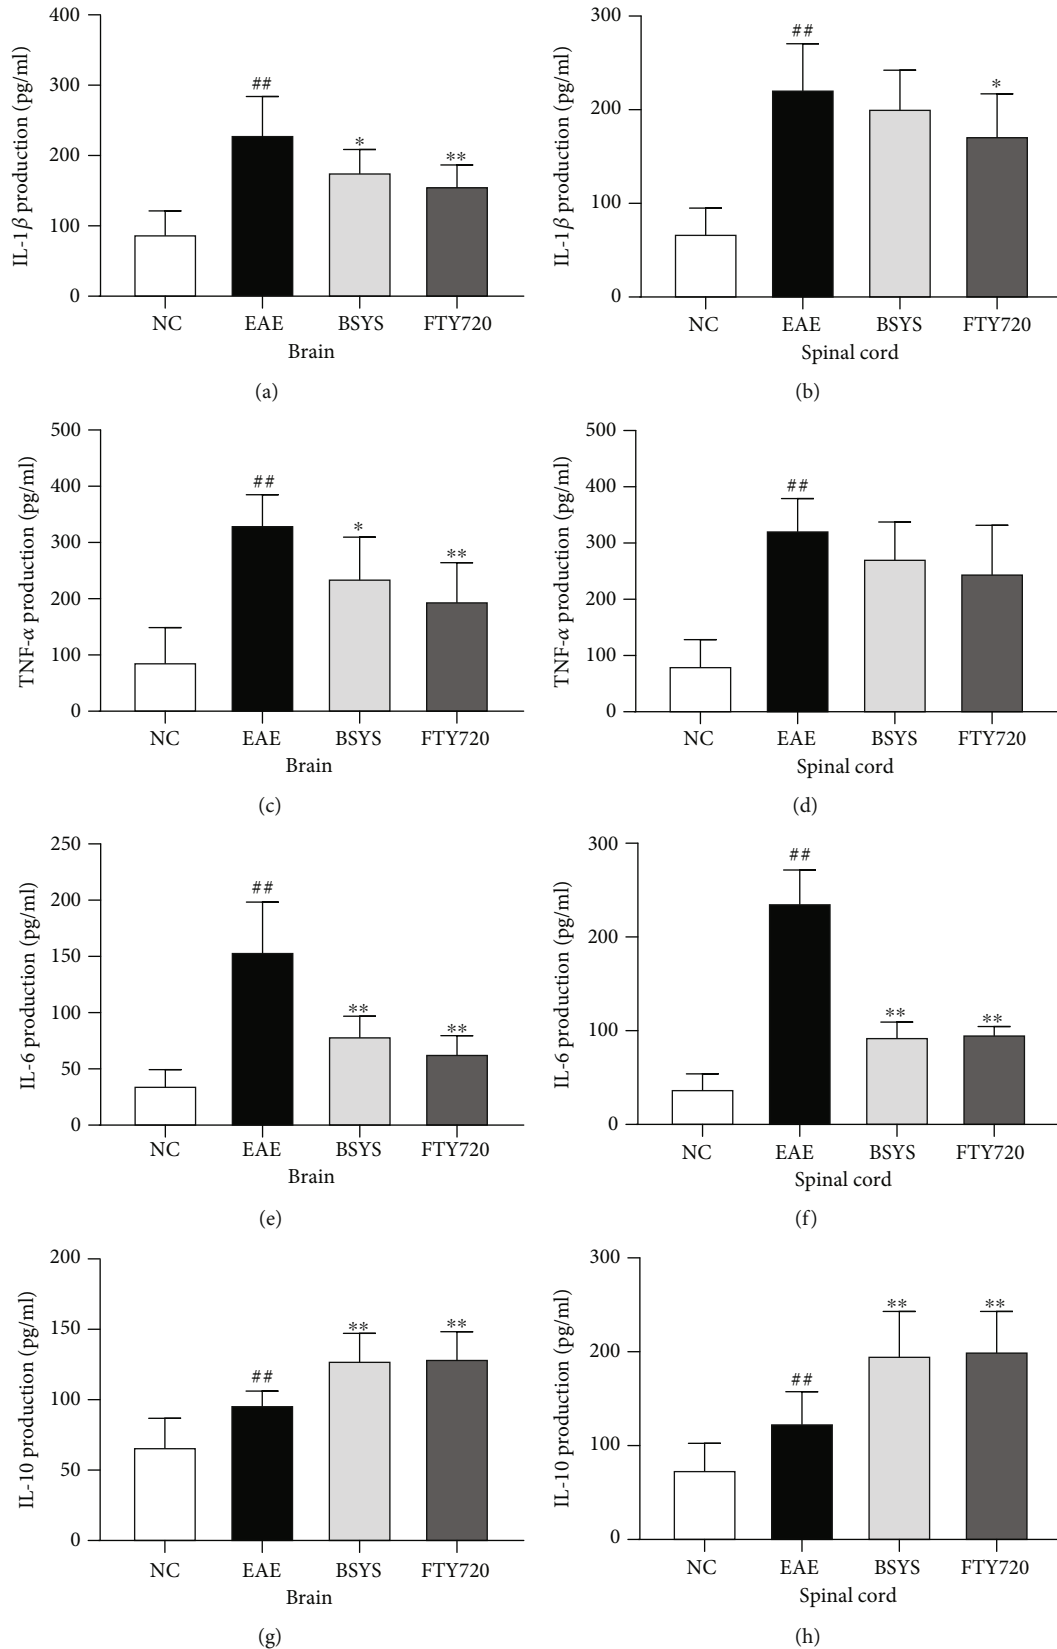 400
300
200
100
0
IL-1β production (pg/ml)
##
*
**
NC EAE BSYS FTY720
Brain
(a)
300
200
100
0
IL-1β production (pg/ml)
##
*
NC EAE BSYS FTY720
Spinal cord
(b)
500
400
300
200
100
0
TNF-α production (pg/ml)
##
*
**
NC EAE BSYS FTY720
Brain
(c)
500
400
300
200
100
0
TNF-α production (pg/ml)
##
NC EAE BSYS FTY720
Spinal cord
(d)
250
200
150
100
50
0
IL-6 production (pg/ml)
##
**
**
NC EAE BSYS FTY720
Brain
(e)
300
200
100
0
IL-6 production (pg/ml)
##
**
**
NC EAE BSYS FTY720
Spinal cord
(f)
200
150
100
50
0
IL-10 production (pg/ml)
##
**
**
NC EAE BSYS FTY720
Brain
(g)
300
200
100
0
IL-10 production (pg/ml)
##
**
**
NC EAE BSYS FTY720
Spinal cord
(h)